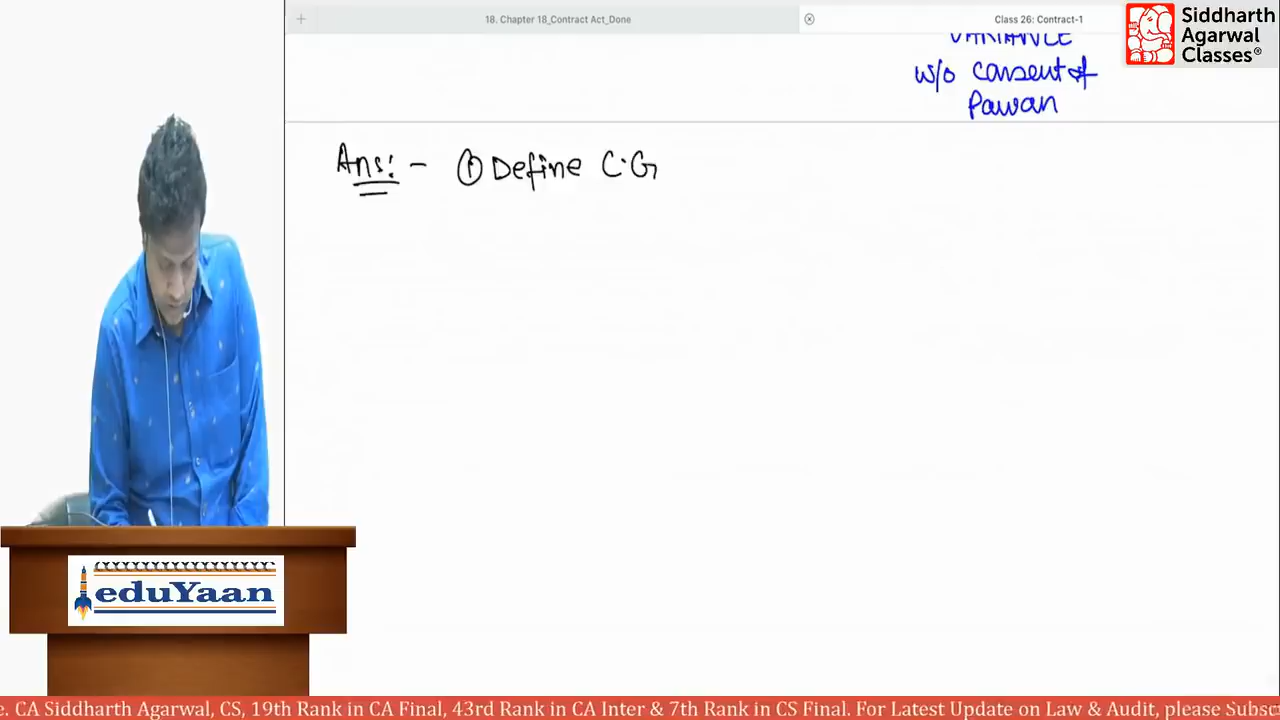 18. Chapter 18_Contract Act_Done
Class 26: Contract-1
Siddharth
Agarwal
Classes®
VARIANCE
w/o consent of
Pawan
Ans:- ① Define C.G
eduYaan
e. CA Siddharth Agarwal, CS, 19th Rank in CA Final, 43rd Rank in CA Inter & 7th Rank in CS Final. For Latest Update on Law & Audit, please Subsc